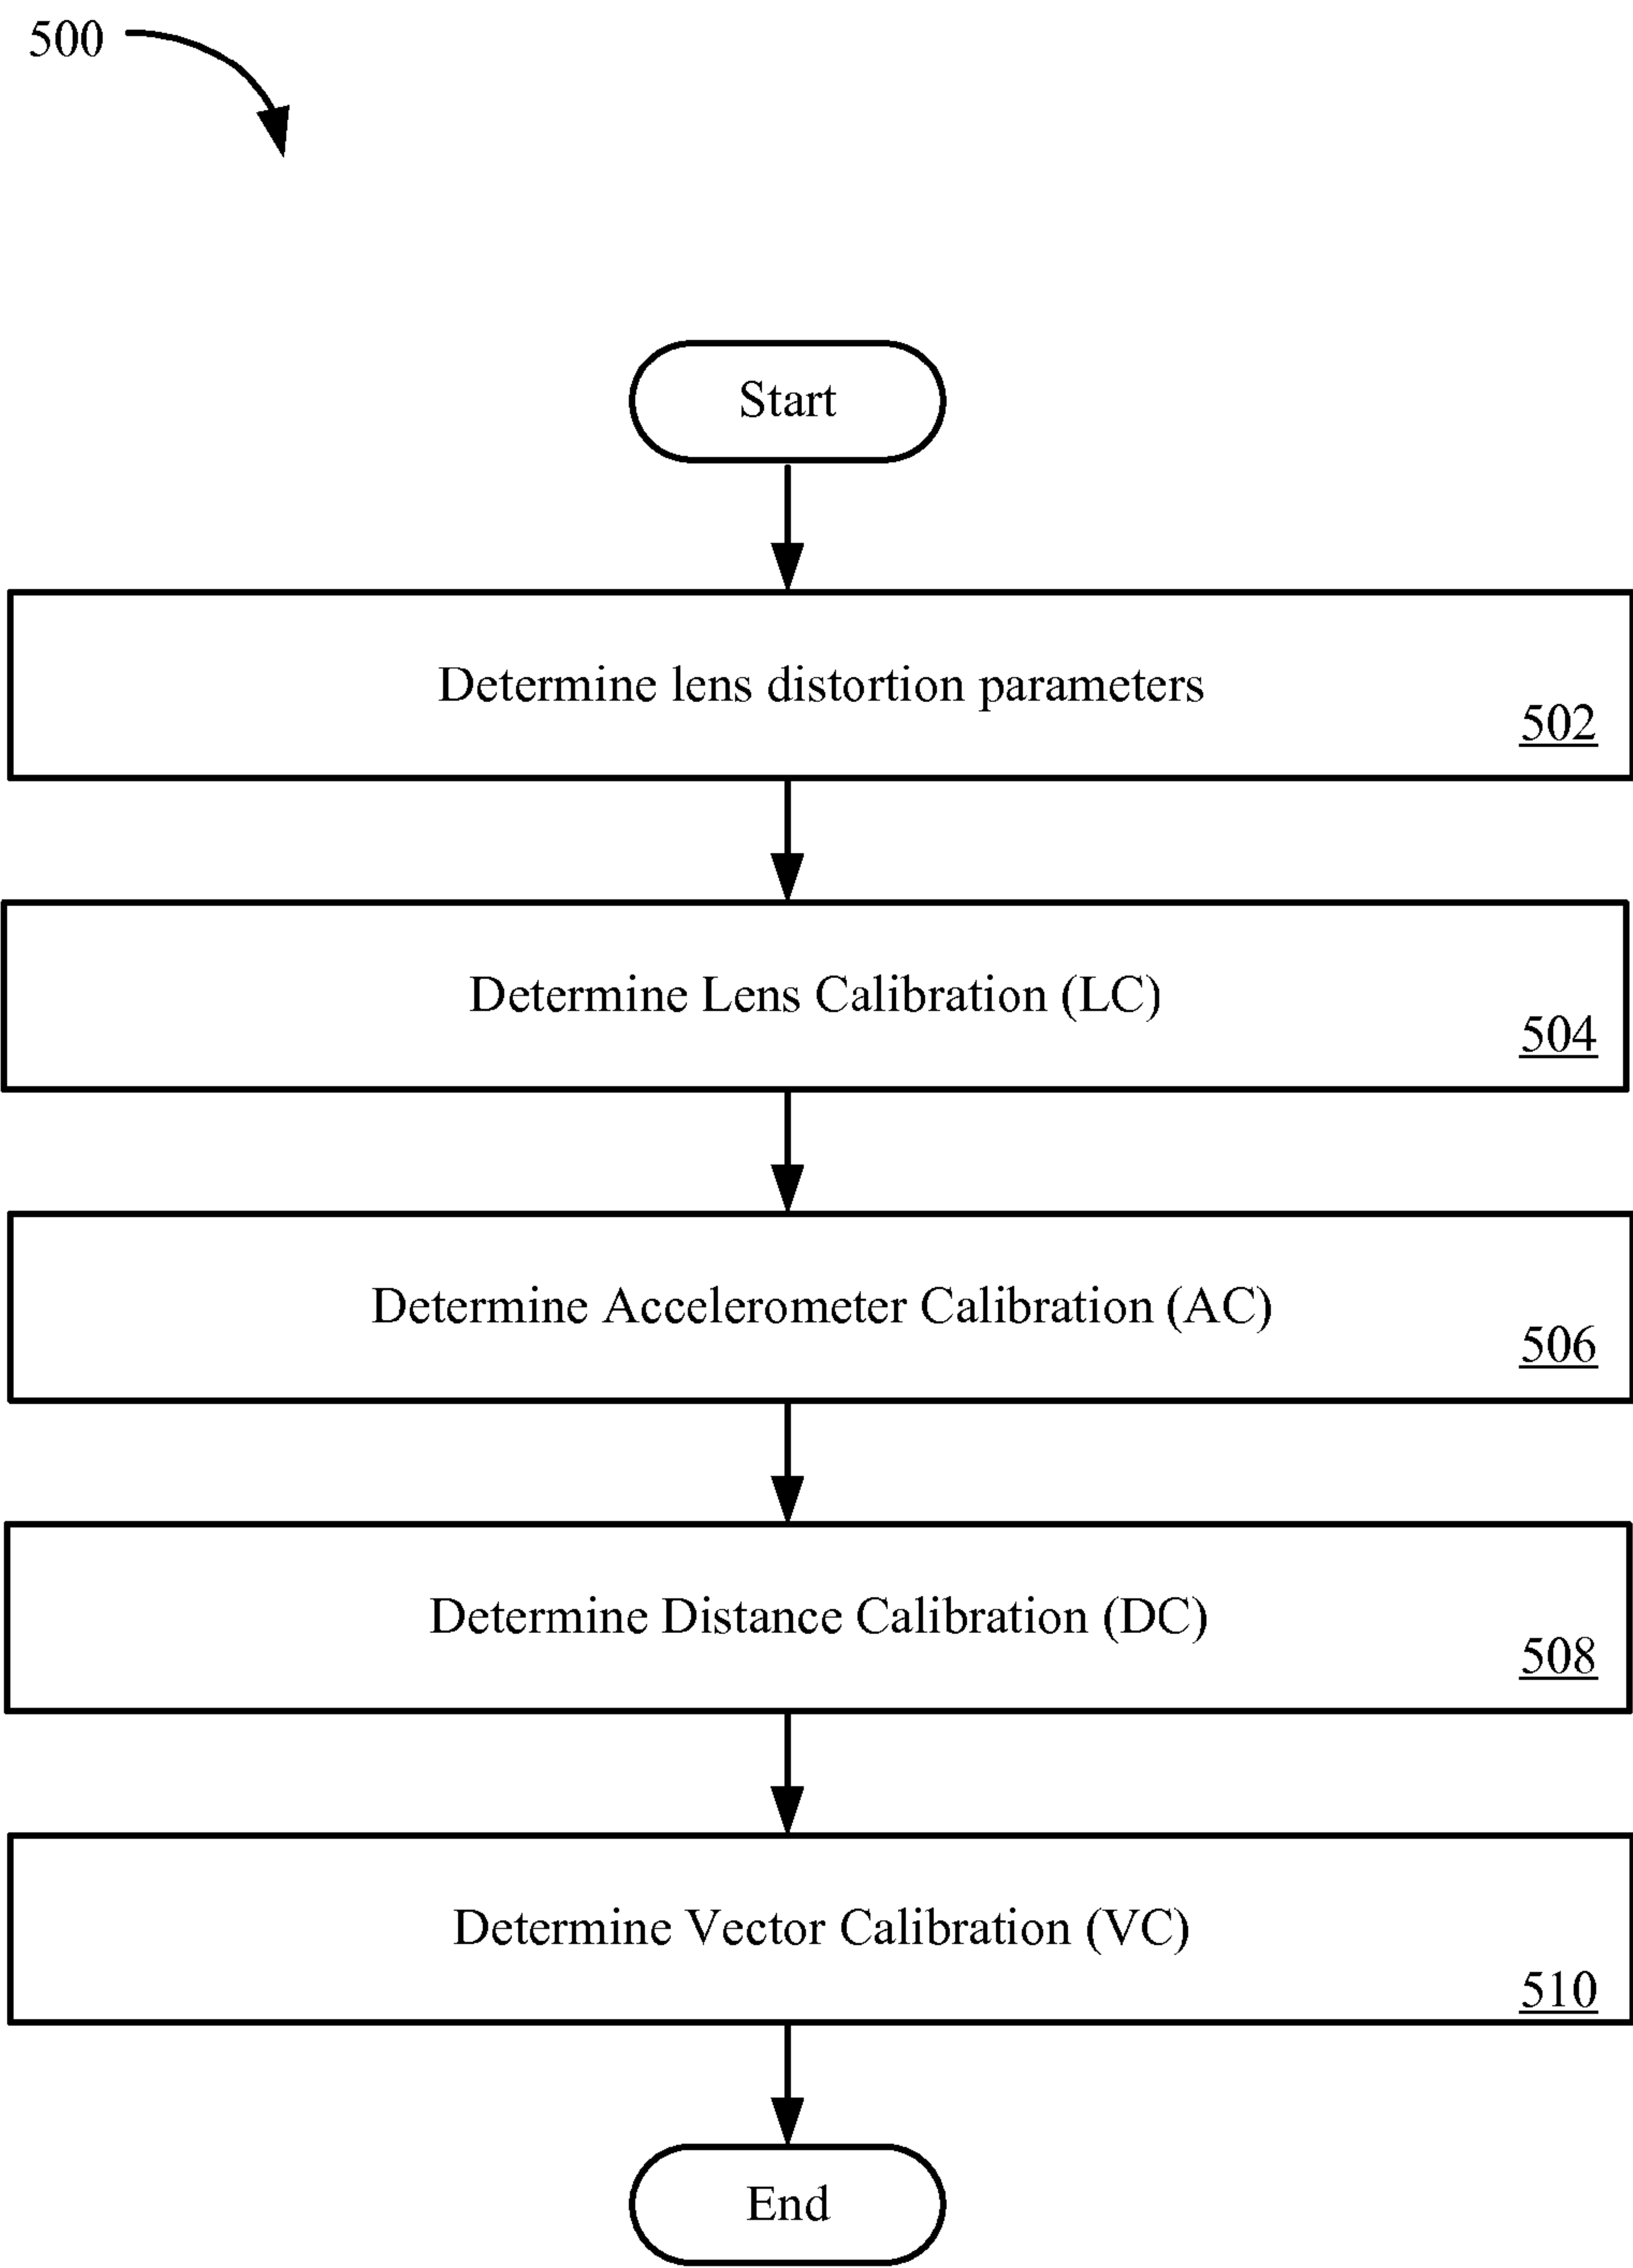 500
Start
Determine lens distortion parameters
502
Determine Lens Calibration (LC)
504
Determine Accelerometer Calibration (AC)
506
Determine Distance Calibration (DC)
508
Determine Vector Calibration (VC)
510
End